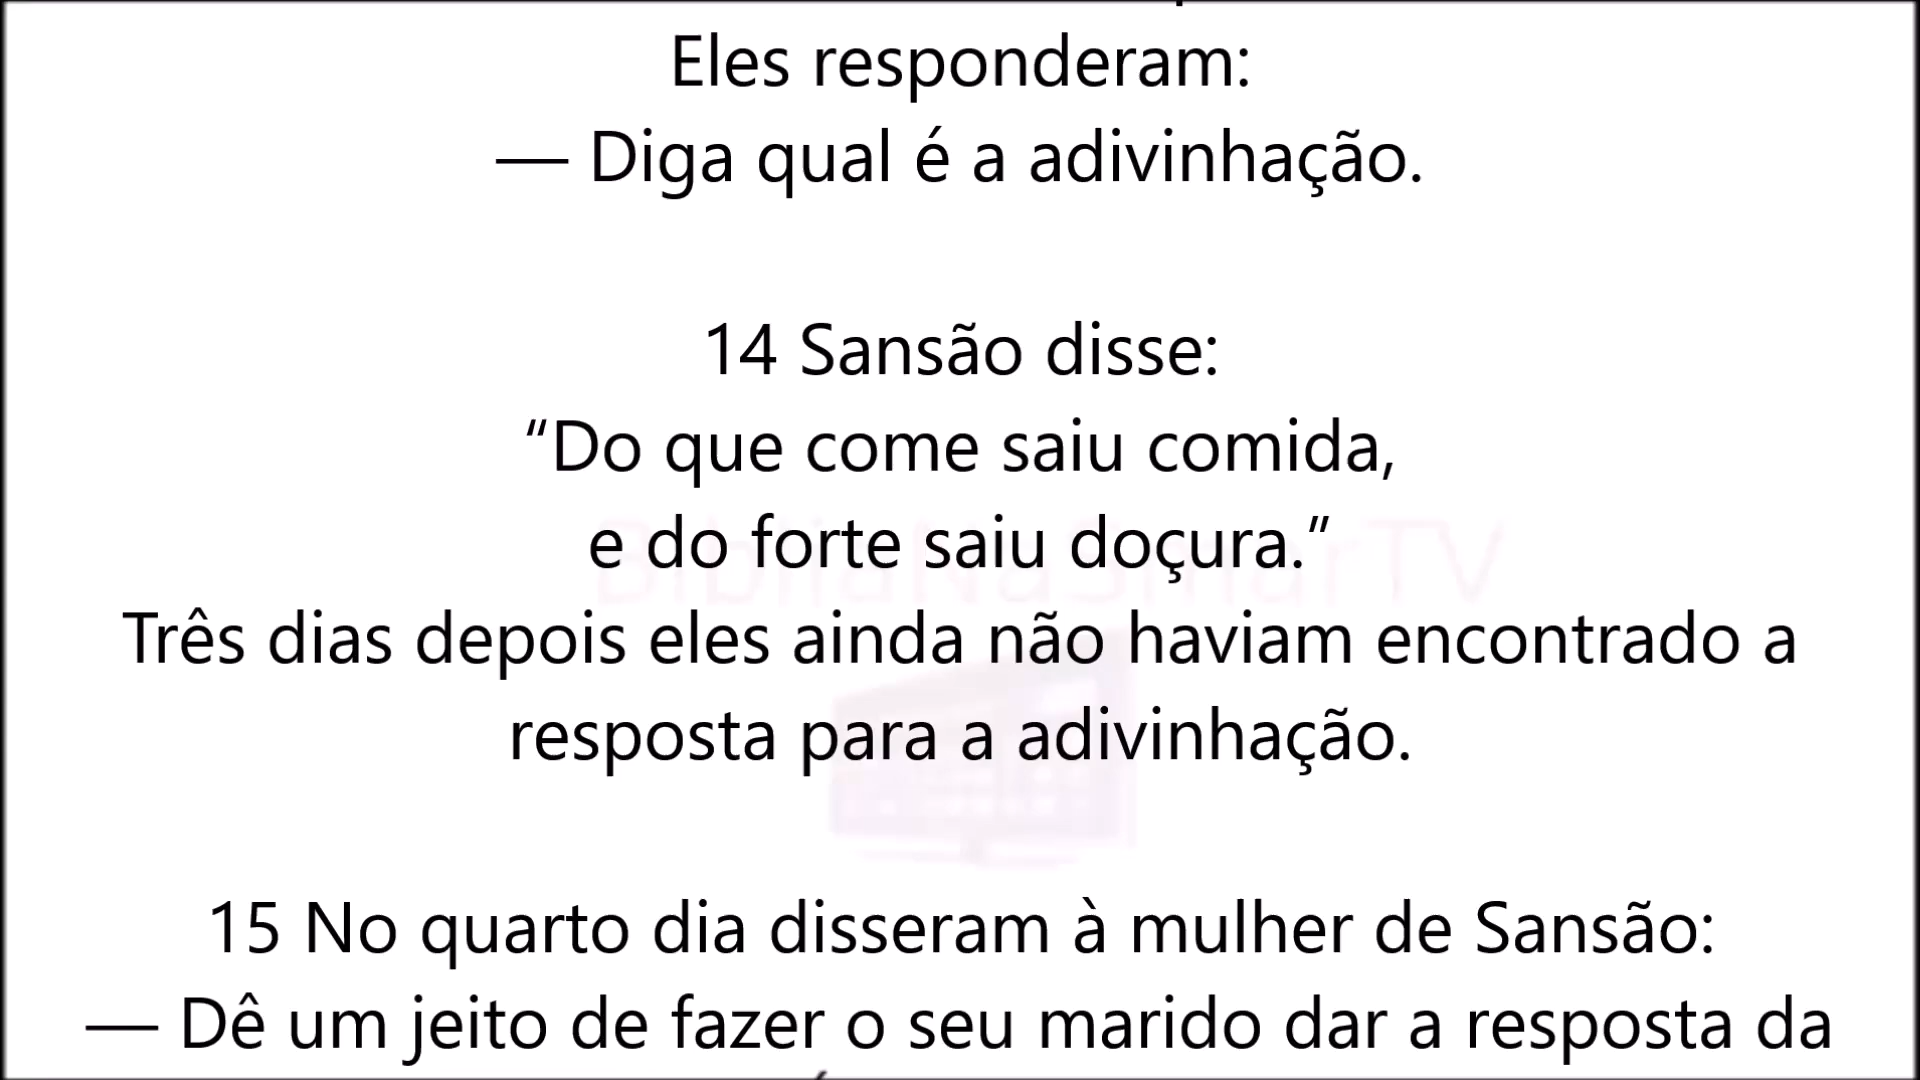 Eles responderam:
— Diga qual é a adivinhação.
14 Sansão disse:
“Do que come saiu comida,
e do forte saiu doçura.”
BibliaNaSmarTV
Três dias depois eles ainda não haviam encontrado a
resposta para a adivinhação.
15 No quarto dia disseram à mulher de Sansão:
— Dê um jeito de fazer o seu marido dar a resposta da